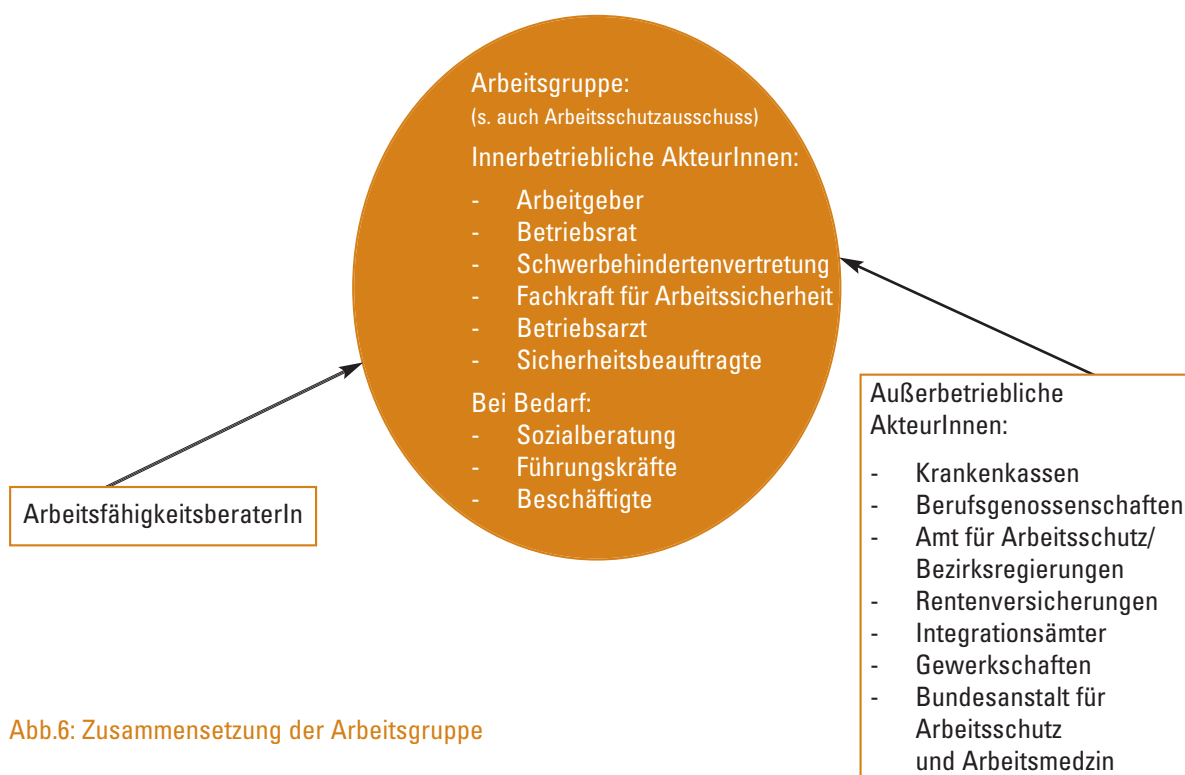 Arbeitsgruppe:
(s. auch Arbeitsschutzausschuss)
Innerbetriebliche AkteurInnen:
- Arbeitgeber
- Betriebsrat
- Schwerbehindertenvertretung
- Fachkraft für Arbeitssicherheit
- Betriebsarzt
- Sicherheitsbeauftragte
Bei Bedarf:
- Sozialberatung
- Führungskräfte
- Beschäftigte
ArbeitsfähigkeitsberaterIn
Außerbetriebliche
AkteurInnen:
- Krankenkassen
- Berufsgenossenschaften
- Amt für Arbeitsschutz/
Bezirksregierungen
- Rentenversicherungen
- Integrationsämter
- Gewerkschaften
- Bundesanstalt für
Arbeitsschutz
und Arbeitsmedzin
Abb.6: Zusammensetzung der Arbeitsgruppe